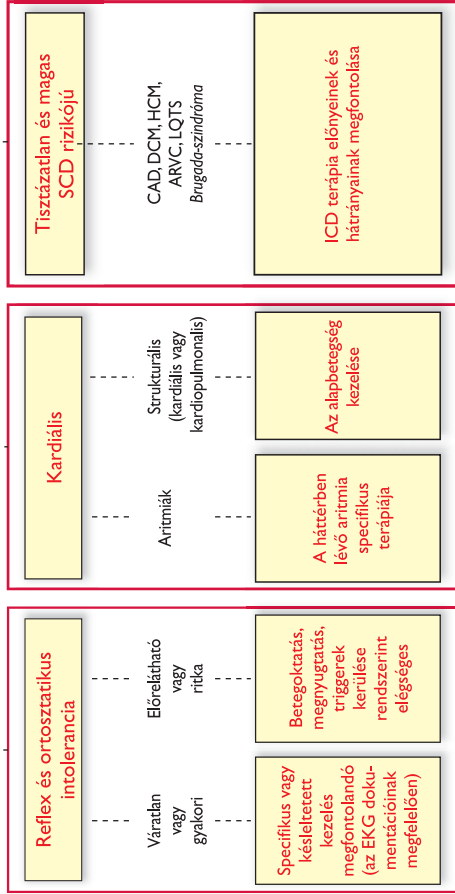 Reflex és ortosztatikus
intolerancia
Váratlan
vagy
gyakori
Előrelátható
vagy
ritka
Specifikus vagy
késleltetett
kezelés
megfontolandó
(az EKG doku-
mentációinak
megfelelően)
Betegoktatás,
megnyugtatás,
triggerek
kerülése
rendszerint
elégséges
Kardiális
Aritmiák
Strukturális
(kardiális vagy
kardiopulmonalis)
A háttérben
lévő aritmia
specifikus
terápiája
Az alapbetegség
kezelése
Tisztázatlan és magas
SCD rizikójú
CAD, DCM, HCM,
ARVC, LQTS
Brugada-szindróma
ICD terápia előnyeinek és
hátrányainak megfontolása